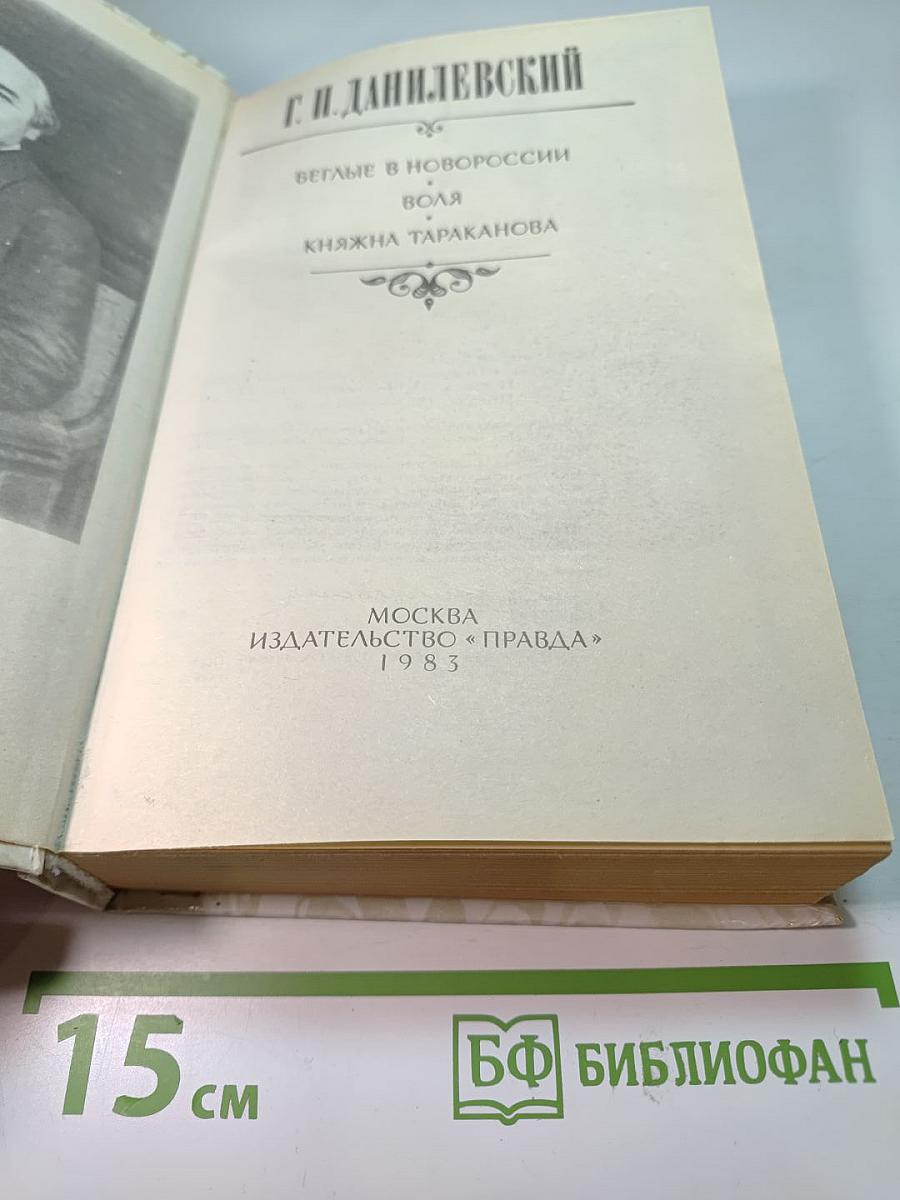 Г. П. ДАНИЛЕВСКИЙ
БЕГЛЫЕ В НОВОРОССИИ
ВОЛЯ
КНЯЖНА ТАРАКАНОВА
МОСКВА
ИЗДАТЕЛЬСТВО «ПРАВДА»
1983
15 см
БФ БИБЛИОФАН